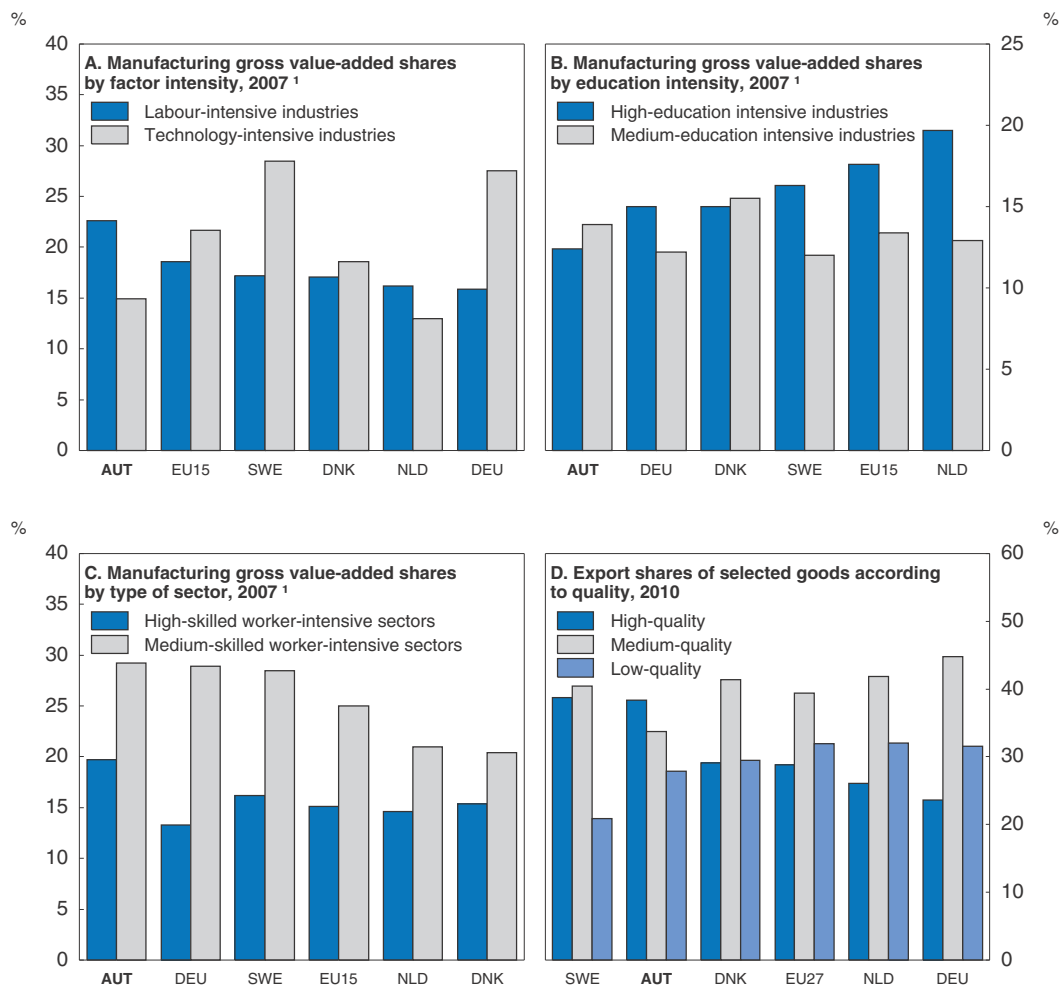 %
%
40
35
30
25
20
15
10
5
0
A. Manufacturing gross value-added shares
by factor intensity, 2007 ¹
Labour-intensive industries
Technology-intensive industries
AUT EU15 SWE DNK NLD DEU
B. Manufacturing gross value-added shares
by education intensity, 2007 ¹
High-education intensive industries
Medium-education intensive industries
25
20
15
10
5
0
AUT DEU DNK SWE EU15 NLD
%
%
40
35
30
25
20
15
10
5
0
C. Manufacturing gross value-added shares
by type of sector, 2007 ¹
High-skilled worker-intensive sectors
Medium-skilled worker-intensive sectors
AUT DEU SWE EU15 NLD DNK
D. Export shares of selected goods according
to quality, 2010
High-quality
Medium-quality
Low-quality
60
50
40
30
20
10
0
SWE AUT DNK EU27 NLD DEU